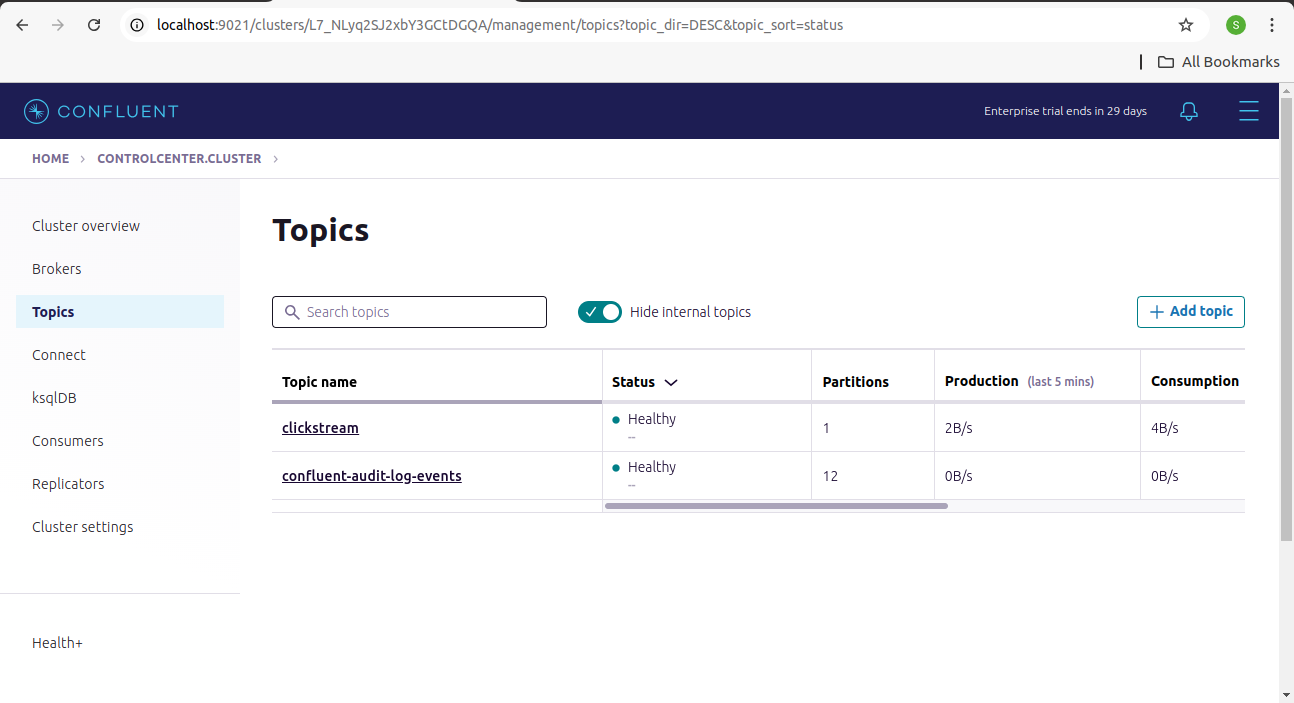 localhost:9021/clusters/L7_NLyq2SJ2xbY3GCtDGQA/management/topics?topic_dir=DESC&topic_sort=status
S
All Bookmarks
CONFLUENT
Enterprise trial ends in 29 days
HOME > CONTROLCENTER.CLUSTER >
Cluster overview
Brokers
Topics
Connect
ksqlDB
Consumers
Replicators
Cluster settings
Health+
Topics
Search topics
Hide internal topics
+ Add topic
Topic name Status Partitions Production (last 5 mins) Consumption
clickstream Healthy 1 2B/s 4B/s
--
confluent-audit-log-events Healthy 12 0B/s 0B/s
--